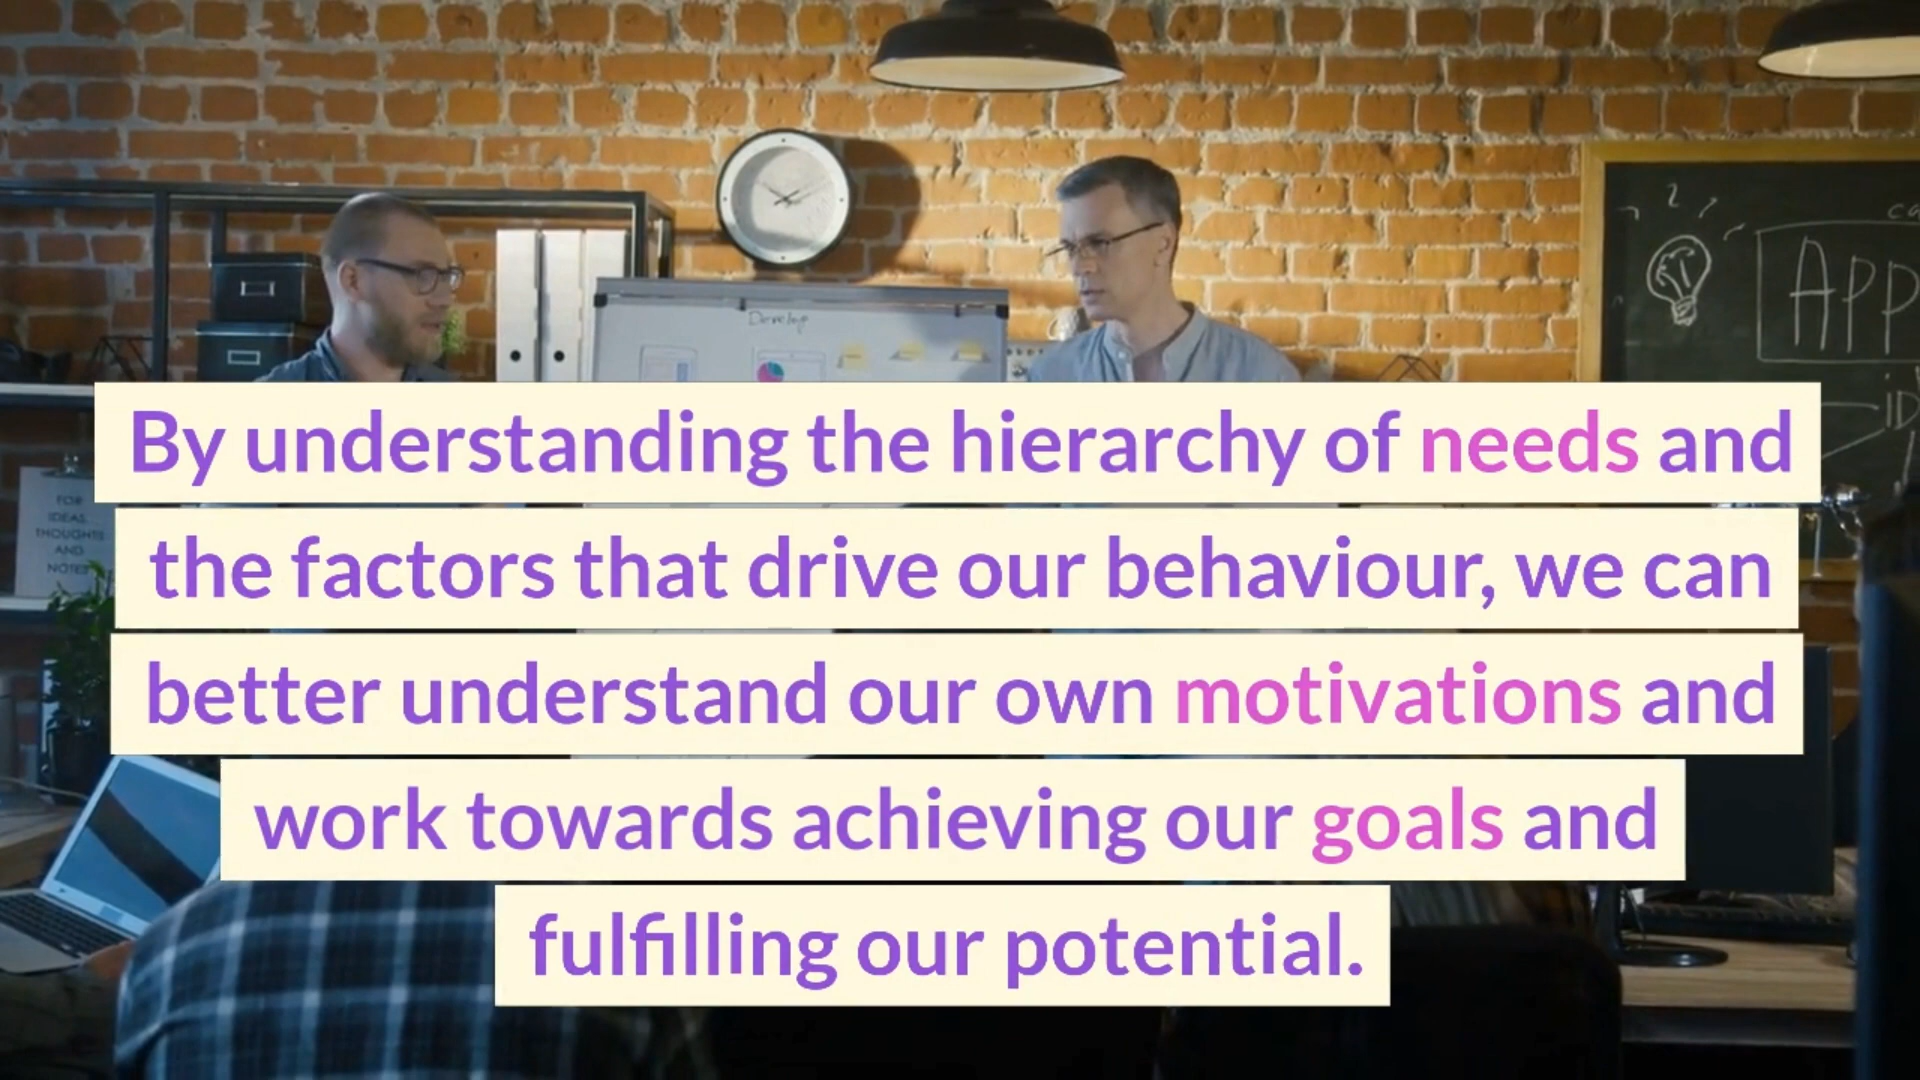 Develop
APP
FOR
IDEAS,
THOUGHTS
AND
NOTES
By understanding the hierarchy of needs and
the factors that drive our behaviour, we can
better understand our own motivations and
work towards achieving our goals and
fulfilling our potential.